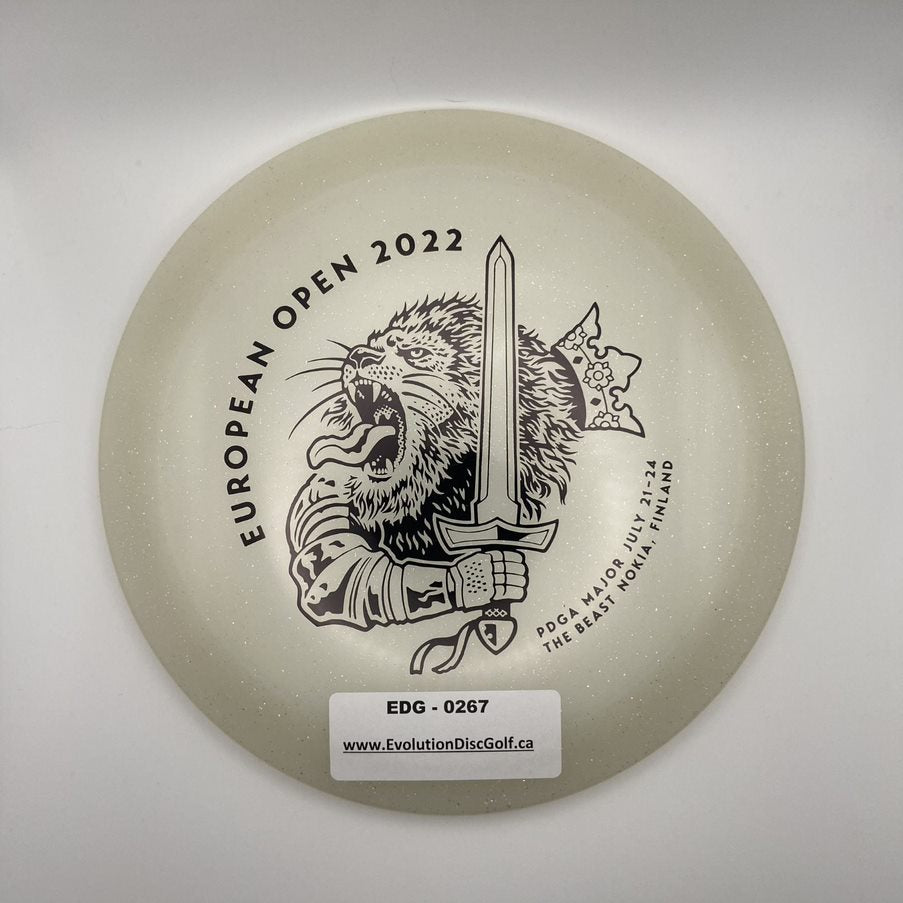 EUROPEAN OPEN 2022
PDGA MAJOR JULY 21-24
THE BEAST NOKIA, FINLAND
EDG - 0267
www.EvolutionDiscGolf.ca